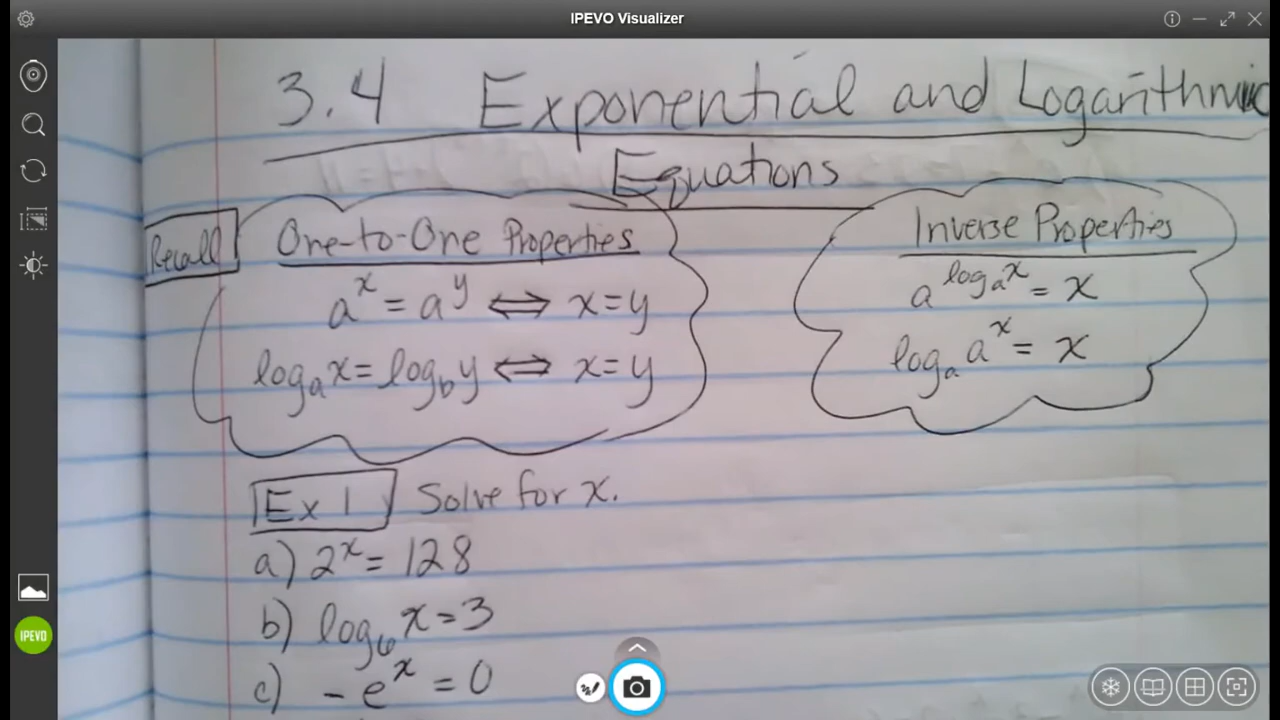 IPEVO Visualizer
3.4 Exponential and Logarithmic
Equations
Recall
One-to-One Properties
a^x = a^y ⟺ x=y
log_a x = log_b y ⟺ x=y
Inverse Properties
a^(log_a x) = x
log_a a^x = x
Ex 1 Solve for x.
a) 2^x = 128
b) log_6 x = 3
c) -e^x = 0
IPEVO